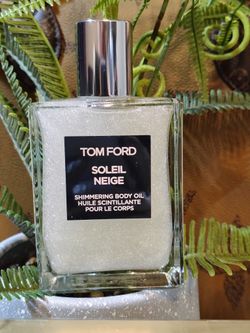 TOM FORD
SOLEIL
NEIGE
SHIMMERING BODY OIL
HUILE SCINTILLANTE
POUR LE CORPS